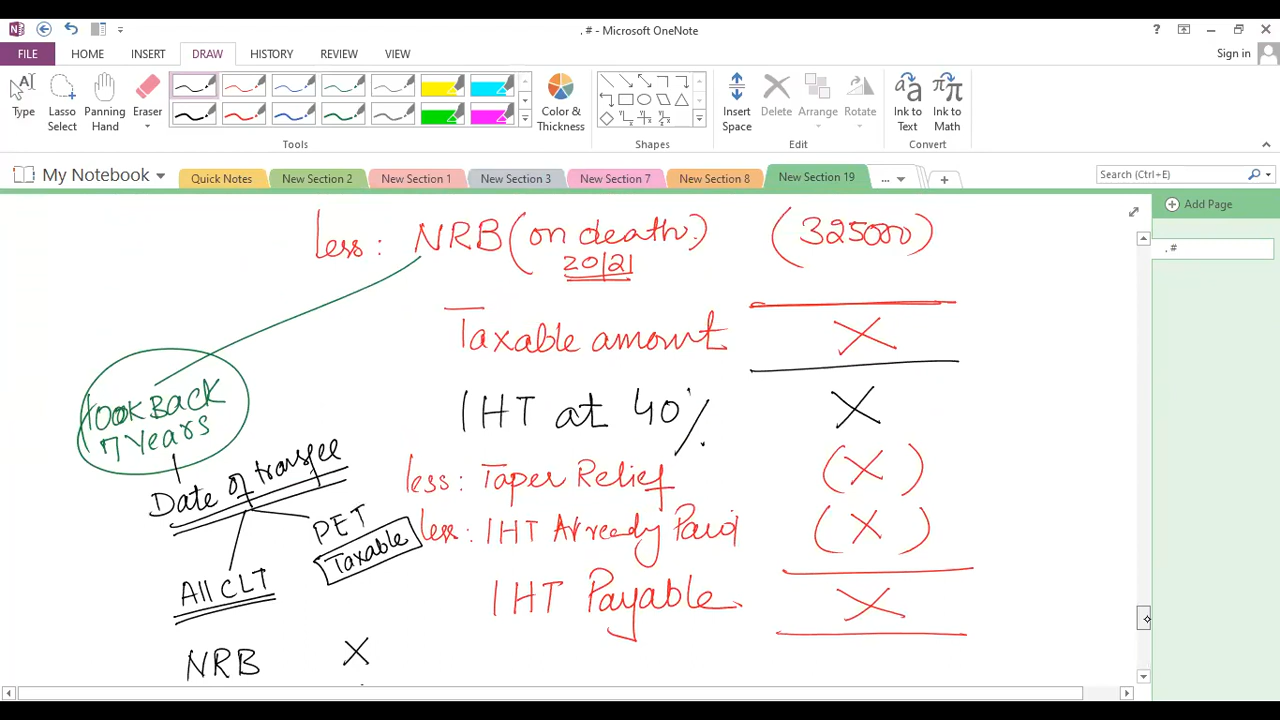 . # - Microsoft OneNote
FILE HOME INSERT DRAW HISTORY REVIEW VIEW
Sign in
Type
Lasso Select
Panning Hand
Eraser
Color & Thickness
Insert Space
Delete
Arrange
Rotate
Ink to Text
Ink to Math
Tools
Shapes
Edit
Convert
My Notebook
Quick Notes
New Section 2
New Section 1
New Section 3
New Section 7
New Section 8
New Section 19
...
Search (Ctrl+E)
Add Page
. #
less: NRB (on death) (325000)
20/21
Taxable amount X
IHT at 40% X
less: Taper Relief (X)
less: IHT Already Paid (X)
IHT Payable X
look Back
7 Years
Date of transfee
PET
Taxable
All CLT
NRB X